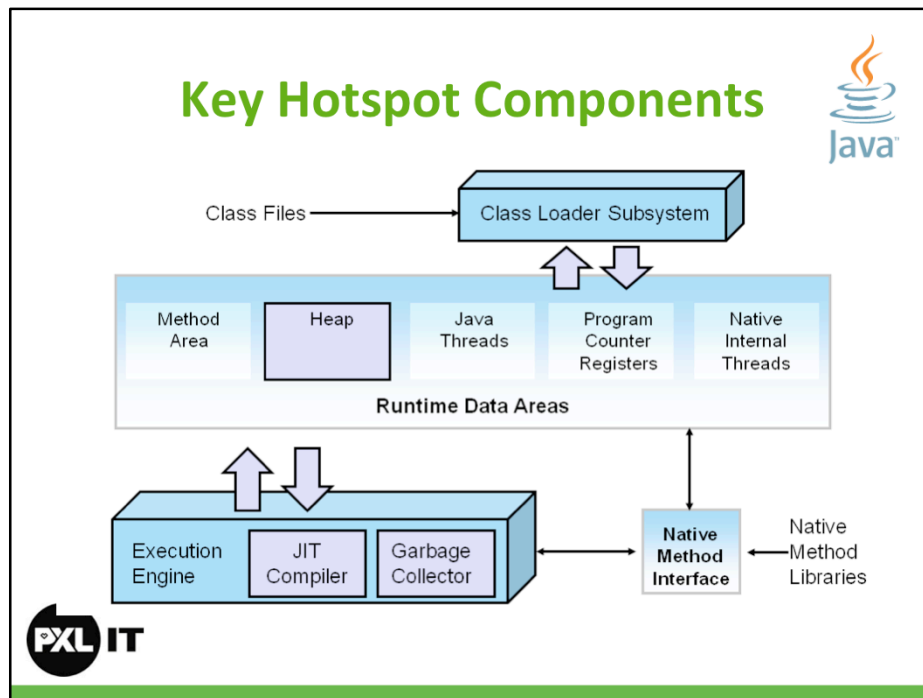 Key Hotspot Components
Java™
Class Files
Class Loader Subsystem
Method
Area
Heap
Java
Threads
Program
Counter
Registers
Native
Internal
Threads
Runtime Data Areas
Execution
Engine
JIT
Compiler
Garbage
Collector
Native
Method
Interface
Native
Method
Libraries
PXL IT